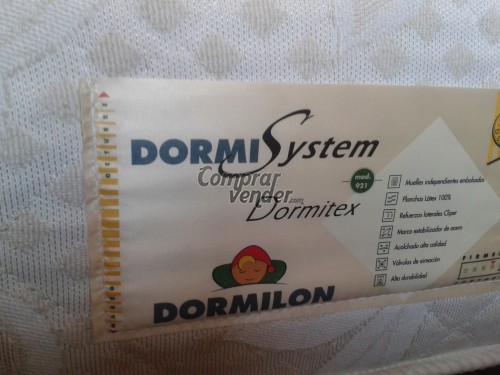 DORMISystem
mod.
921
Dormitex
Comprar
Vender.com
DORMILON
Muelles independientes embolsados
Planchas Látex 100%
Refuerzos laterales Cliper
Marco estabilizador de acero
Acolchado alta calidad
Válvulas de aireación
Alta durabilidad